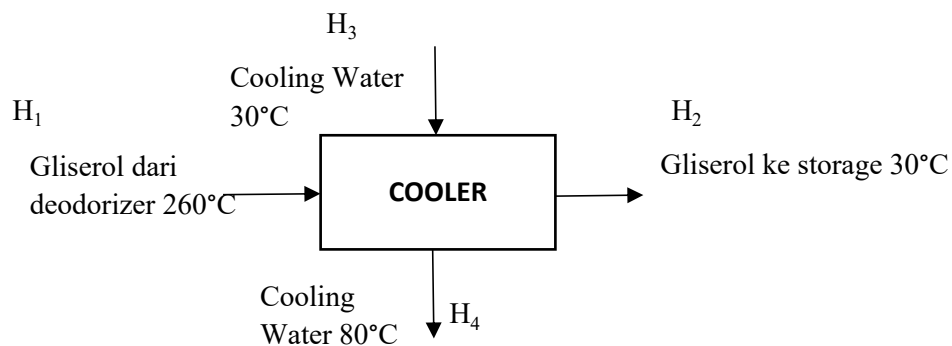 H₃
Cooling Water
30°C
H₁
H₂
Gliserol dari
deodorizer 260°C
COOLER
Gliserol ke storage 30°C
Cooling
Water 80°C
H₄